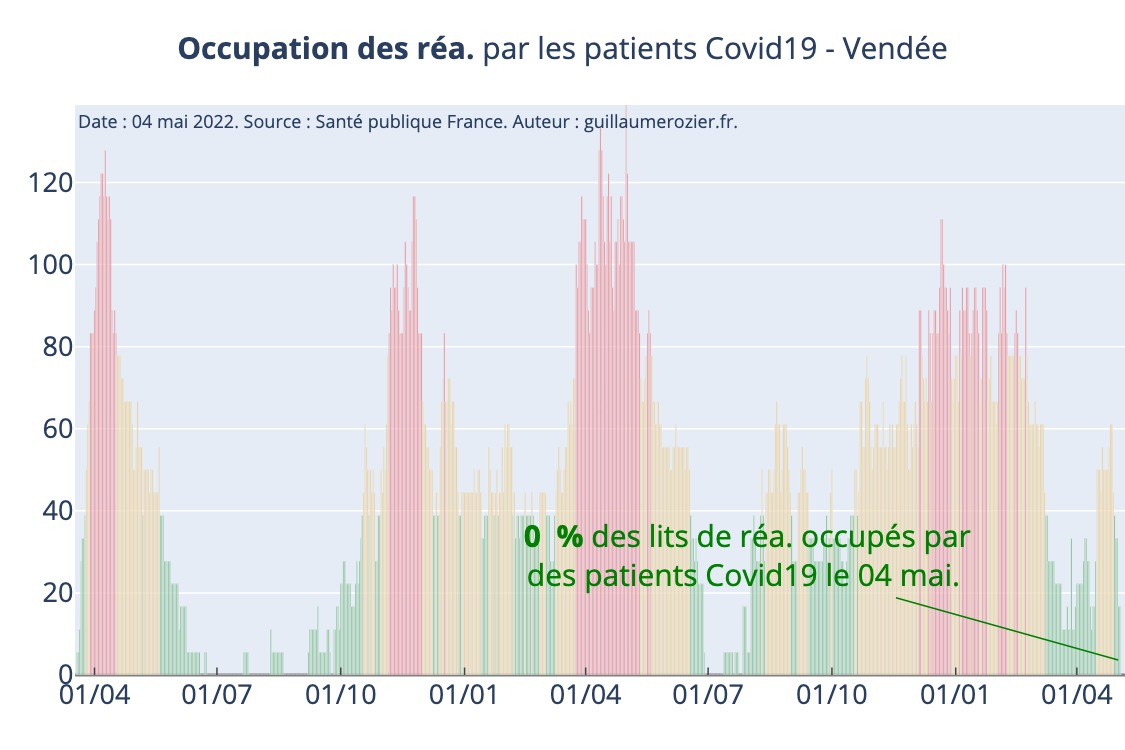 Occupation des réa. par les patients Covid19 - Vendée
Date : 04 mai 2022. Source : Santé publique France. Auteur : guillaumerozier.fr.
120
100
80
60
40
20
0
0 % des lits de réa. occupés par
des patients Covid19 le 04 mai.
01/04 01/07 01/10 01/01 01/04 01/07 01/10 01/01 01/04